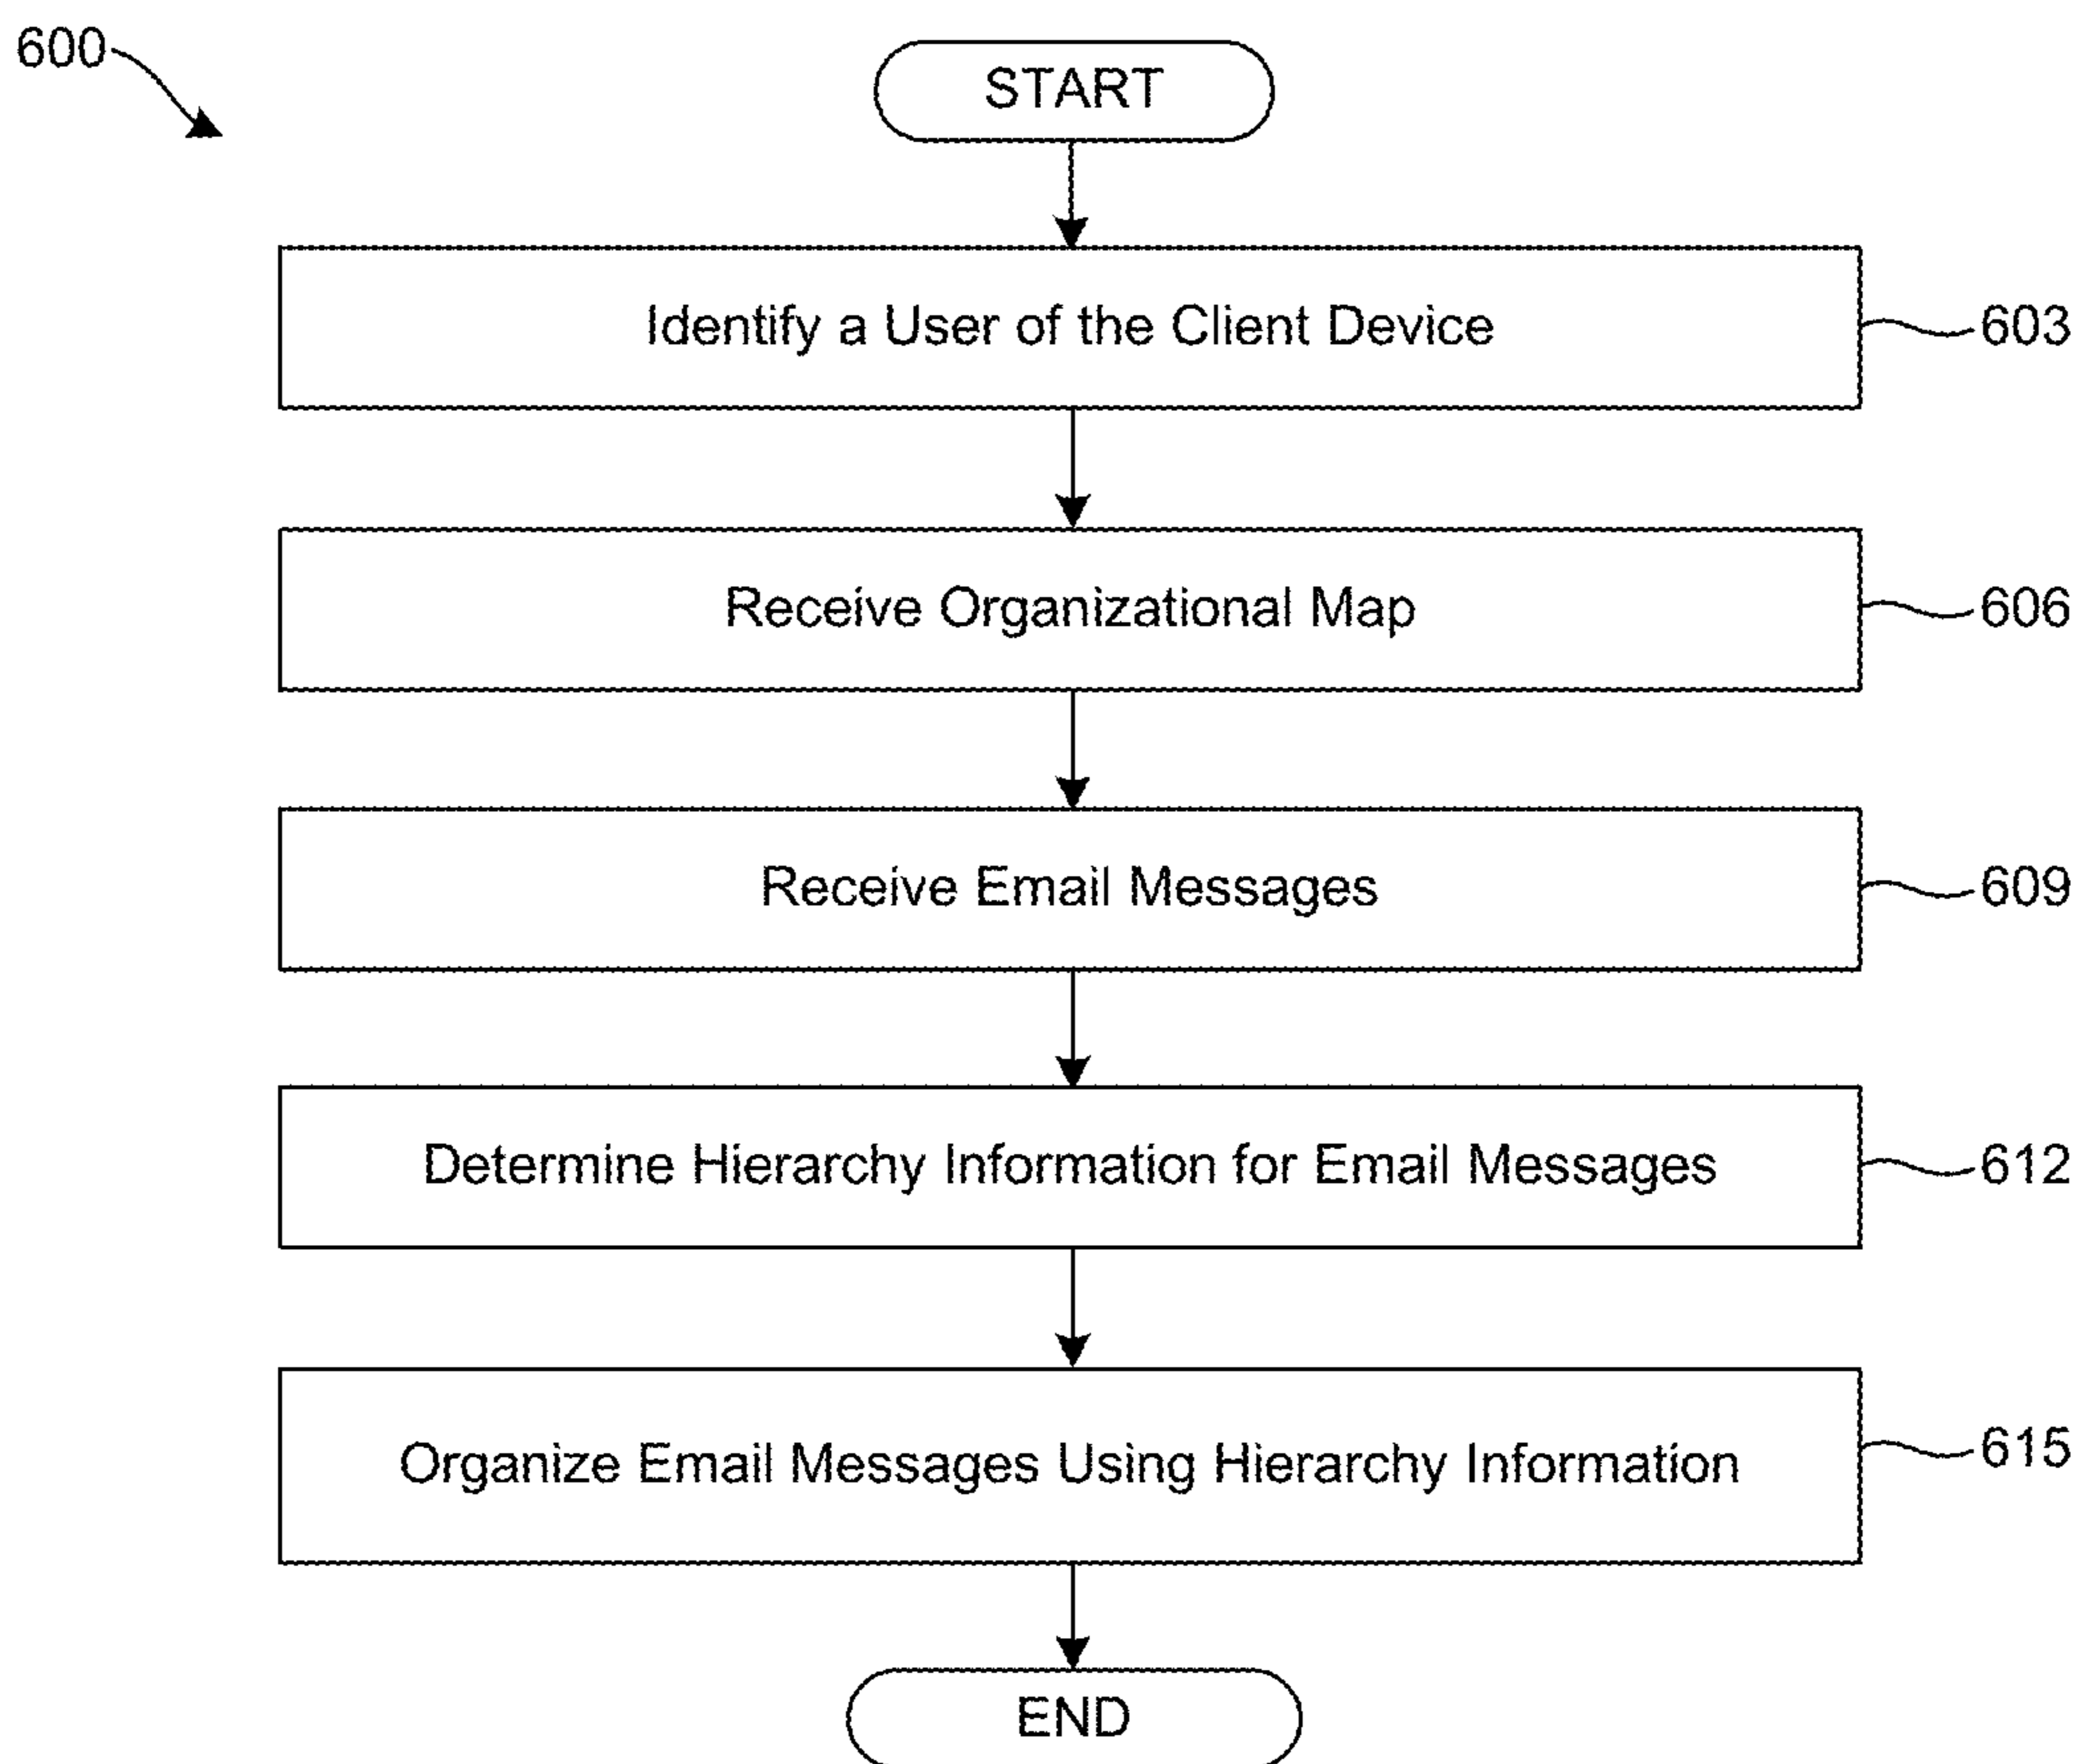 600
START
Identify a User of the Client Device
603
Receive Organizational Map
606
Receive Email Messages
609
Determine Hierarchy Information for Email Messages
612
Organize Email Messages Using Hierarchy Information
615
END